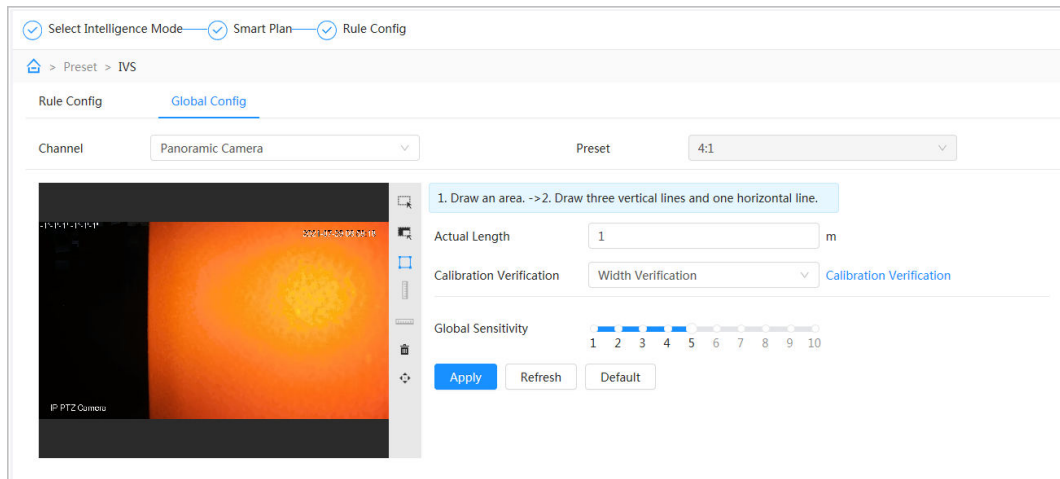 Select Intelligence Mode Smart Plan Rule Config
> Preset > IVS
Rule Config Global Config
Channel Panoramic Camera Preset 4:1
1. Draw an area. ->2. Draw three vertical lines and one horizontal line.
Actual Length 1 m
Calibration Verification Width Verification Calibration Verification
Global Sensitivity
1 2 3 4 5 6 7 8 9 10
Apply Refresh Default
IP PTZ Camera